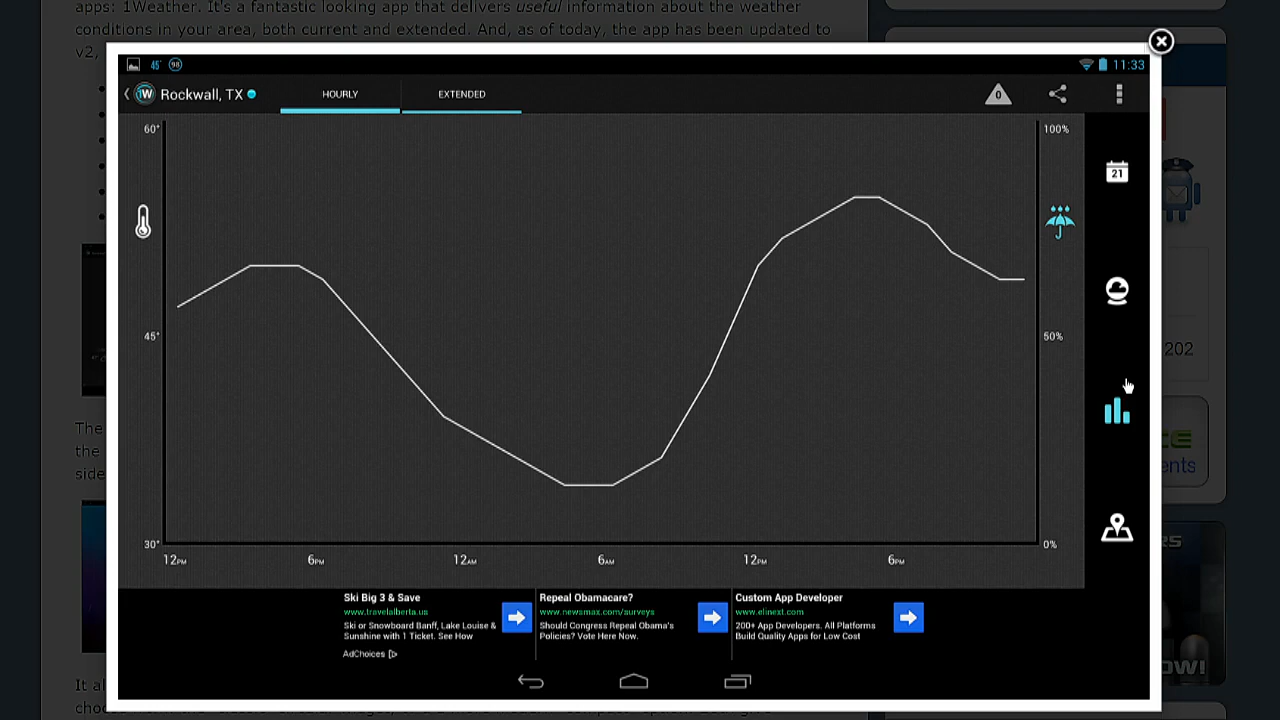 apps: 1Weather. It's a fantastic looking app that delivers useful information about the weather
conditions in your area, both current and extended. And, as of today, the app has been updated to
v2,
45° 98 11:33
1W Rockwall, TX HOURLY EXTENDED 0
60° 100%
21
45° 50%
30° 0%
12PM 6PM 12AM 6AM 12PM 6PM
Ski Big 3 & Save
www.travelalberta.us
Ski or Snowboard Banff, Lake Louise &
Sunshine with 1 Ticket. See How
AdChoices
Repeal Obamacare?
www.newsmax.com/surveys
Should Congress Repeal Obama's
Policies? Vote Here Now.
Custom App Developer
www.elinext.com
200+ App Developers. All Platforms
Build Quality Apps for Low Cost
The
the
side
It al
202
CE
ents
RS
OW!